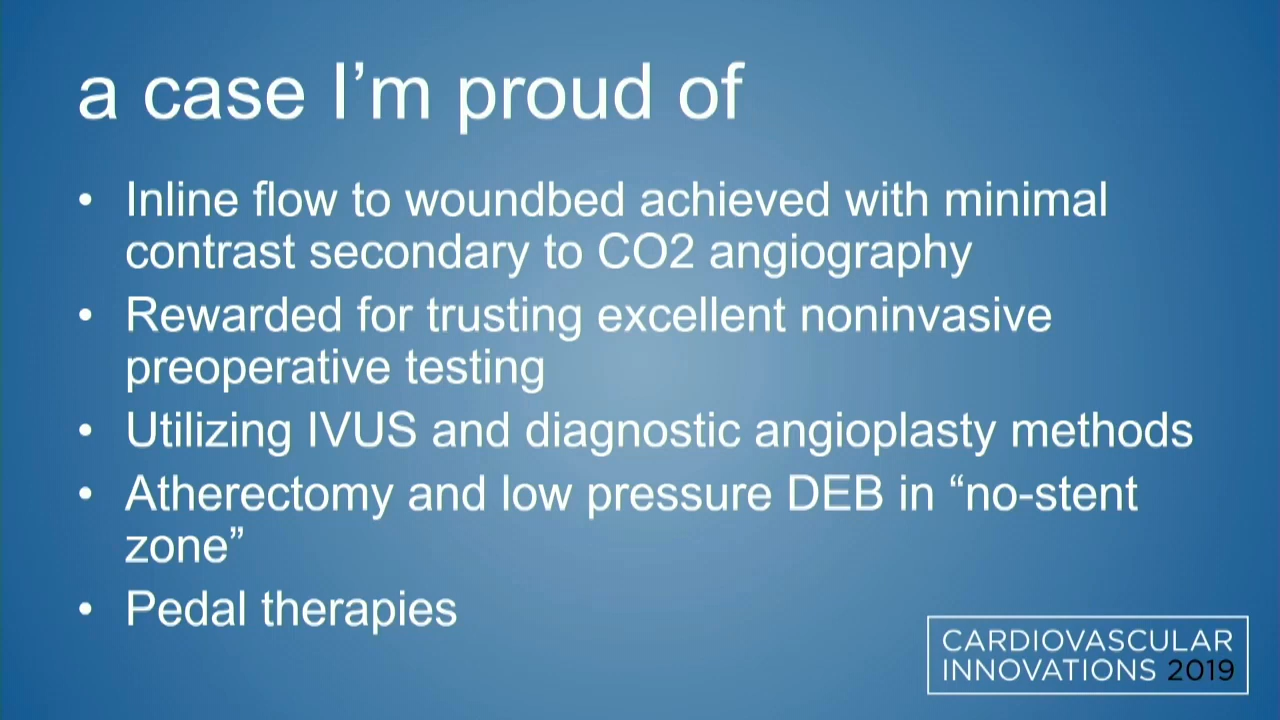 a case I’m proud of
• Inline flow to woundbed achieved with minimal
contrast secondary to CO2 angiography
• Rewarded for trusting excellent noninvasive
preoperative testing
• Utilizing IVUS and diagnostic angioplasty methods
• Atherectomy and low pressure DEB in “no-stent
zone”
• Pedal therapies
CARDIOVASCULAR
INNOVATIONS 2019